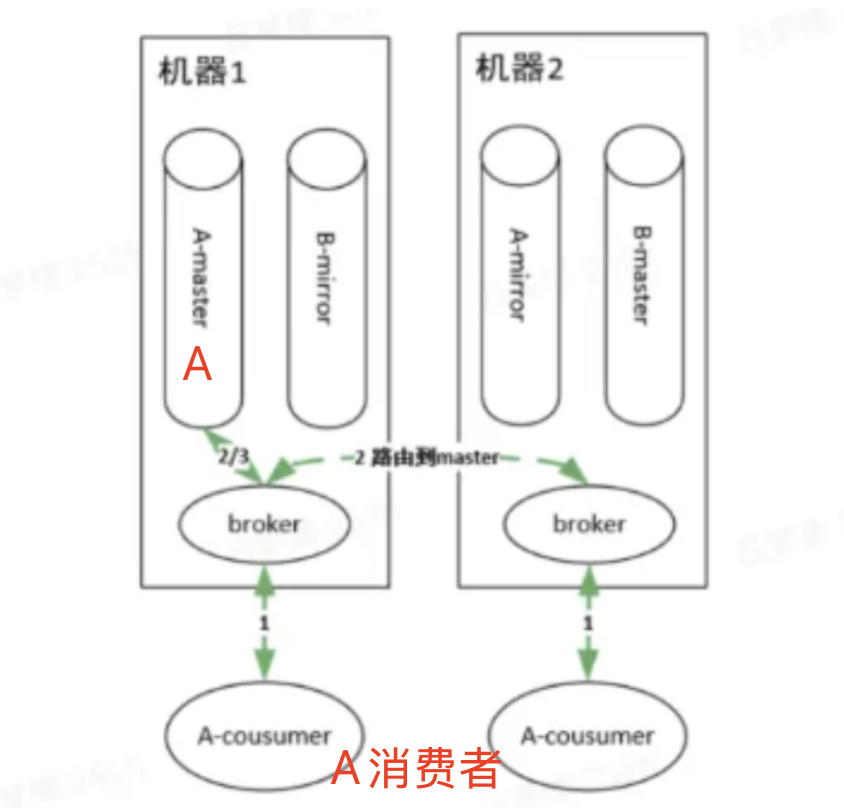 机器1
机器2
A-master
B-mirror
A-mirror
B-master
A
2/3
2 路由到master
broker
broker
1
1
A-cousumer
A-cousumer
A 消费者